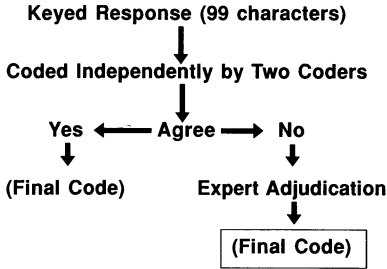 Keyed Response (99 characters)
Coded Independently by Two Coders
Yes Agree No
(Final Code) Expert Adjudication
(Final Code)